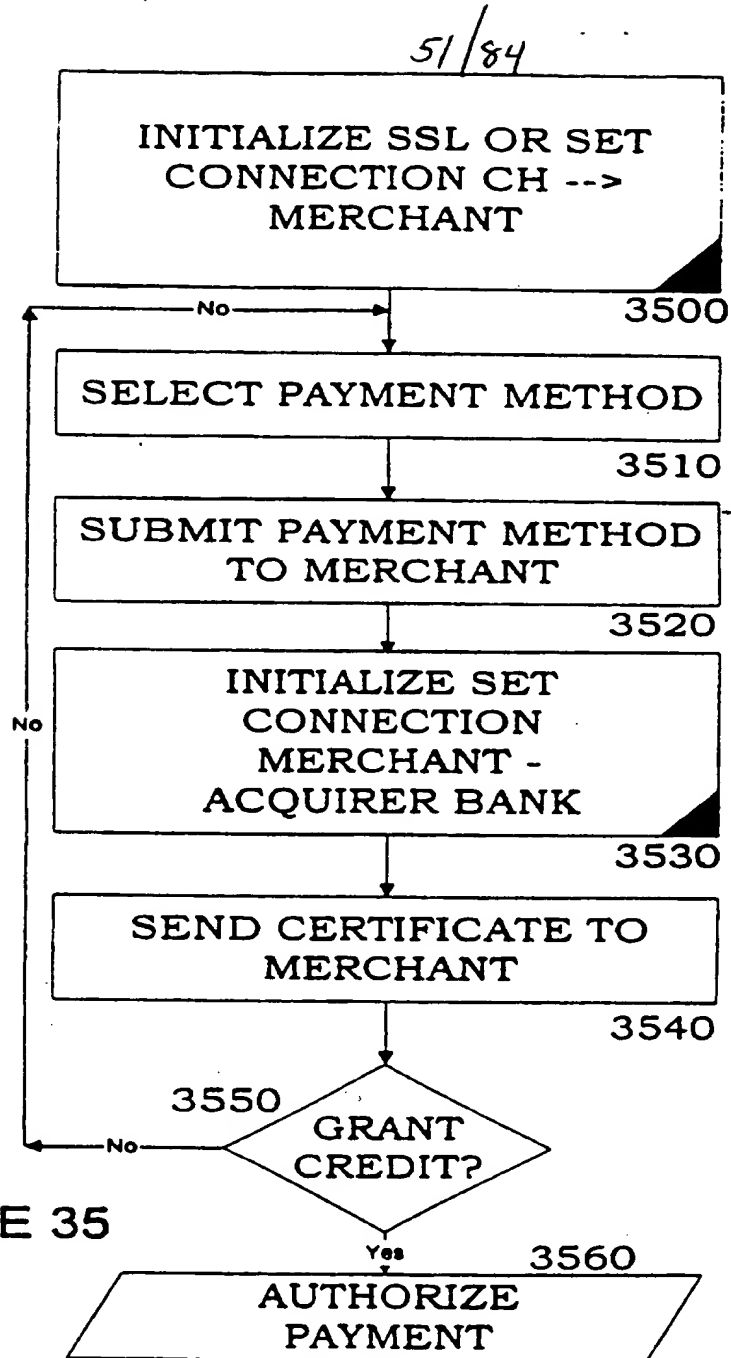 51/84
INITIALIZE SSL OR SET
CONNECTION CH -->
MERCHANT
3500
No
SELECT PAYMENT METHOD
3510
SUBMIT PAYMENT METHOD
TO MERCHANT
3520
No
INITIALIZE SET
CONNECTION
MERCHANT -
ACQUIRER BANK
3530
SEND CERTIFICATE TO
MERCHANT
3540
3550
GRANT
CREDIT?
No
E 35
Yes
3560
AUTHORIZE
PAYMENT